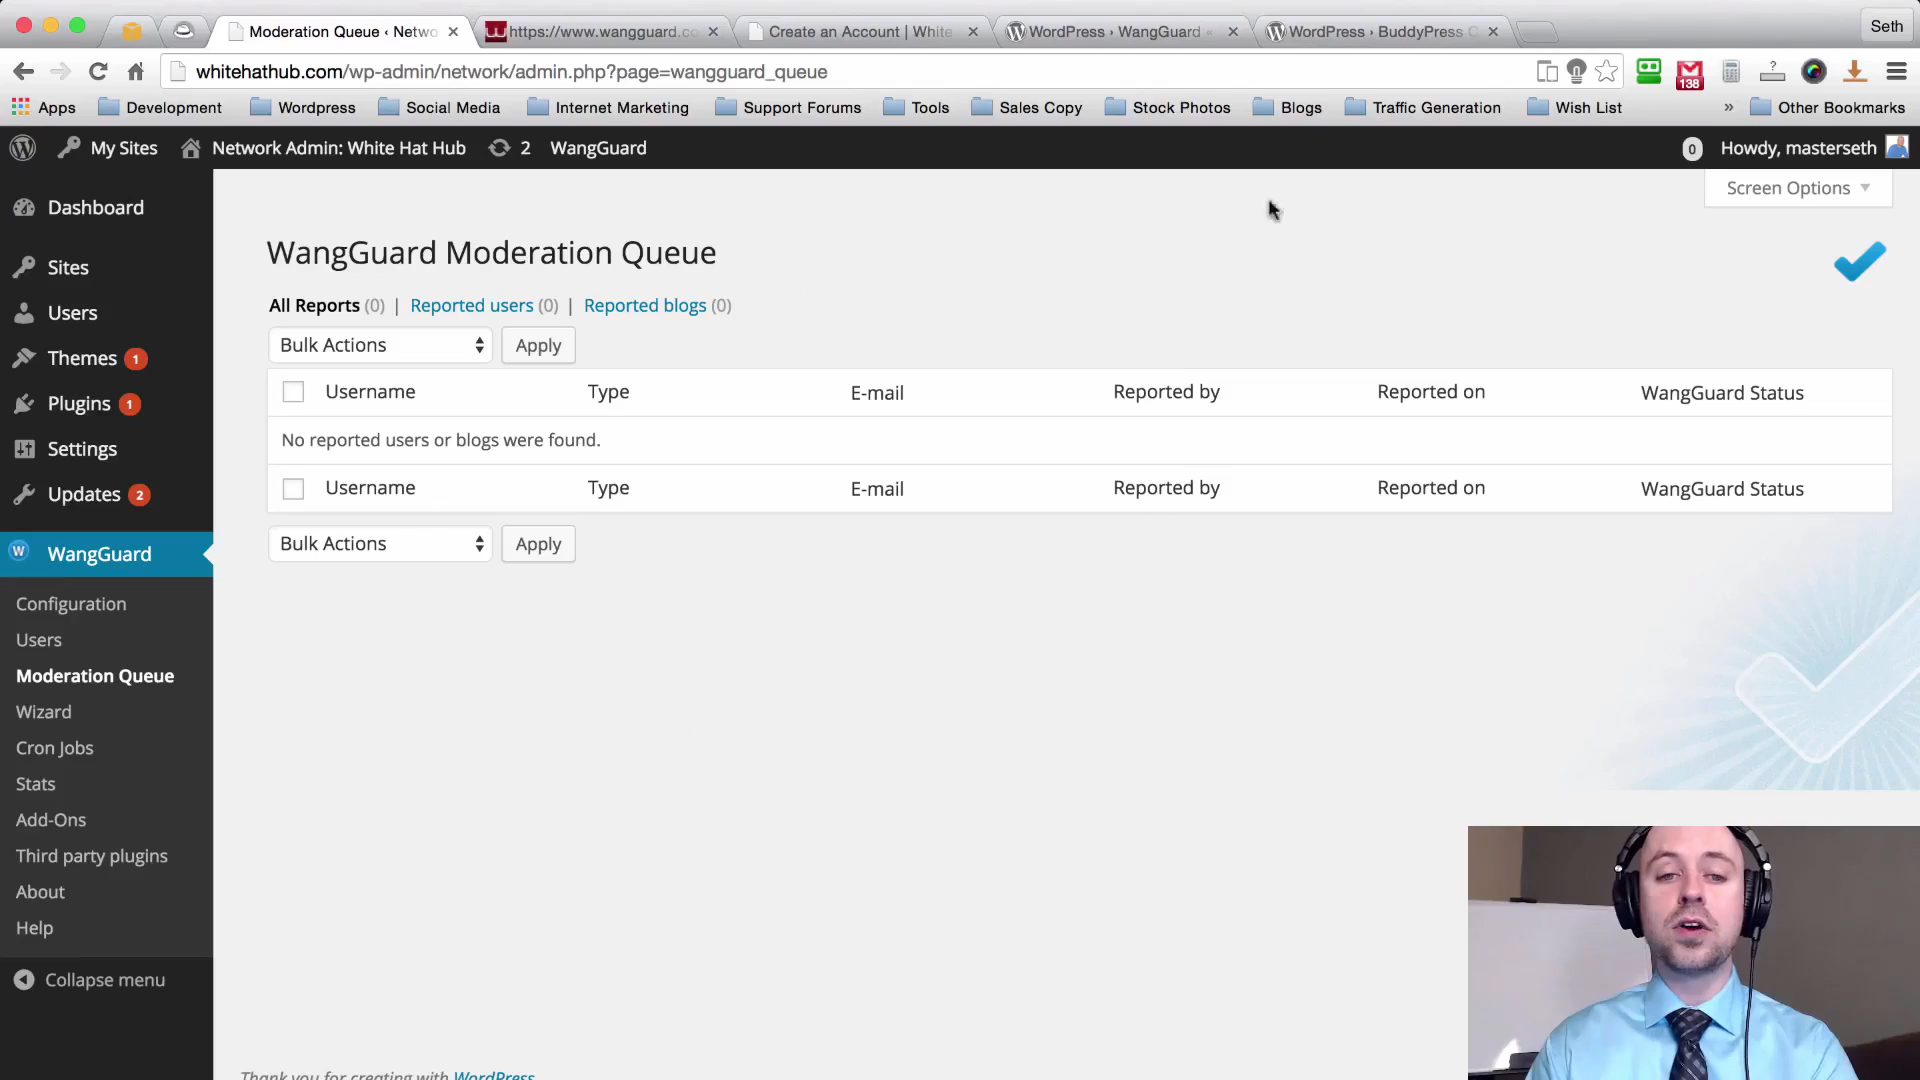 Moderation Queue ‹ Netwo
https://www.wangguard.co
Create an Account | White
WordPress › WangGuard «
WordPress › BuddyPress C
Seth
whitehathub.com/wp-admin/network/admin.php?page=wangguard_queue
138
?
Apps
Development
Wordpress
Social Media
Internet Marketing
Support Forums
Tools
Sales Copy
Stock Photos
Blogs
Traffic Generation
Wish List
»
Other Bookmarks
My Sites
Network Admin: White Hat Hub
2
WangGuard
0
Howdy, masterseth
Screen Options
Dashboard
Sites
Users
Themes 1
Plugins 1
Settings
Updates 2
W WangGuard
Configuration
Users
Moderation Queue
Wizard
Cron Jobs
Stats
Add-Ons
Third party plugins
About
Help
Collapse menu
WangGuard Moderation Queue
All Reports (0) | Reported users (0) | Reported blogs (0)
Bulk Actions Apply
Username Type E-mail Reported by Reported on WangGuard Status
No reported users or blogs were found.
Username Type E-mail Reported by Reported on WangGuard Status
Bulk Actions Apply
Thank you for creating with WordPress